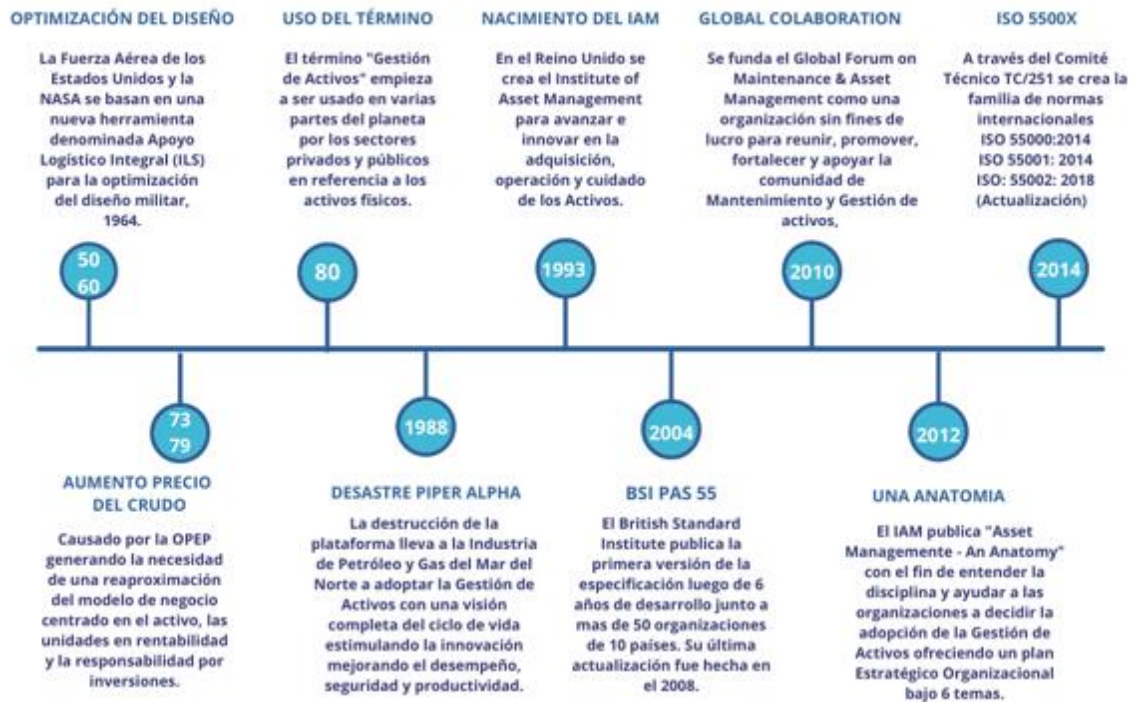 OPTIMIZACIÓN DEL DISEÑO
La Fuerza Aérea de los
Estados Unidos y la
NASA se basan en una
nueva herramienta
denominada Apoyo
Logístico Integral (ILS)
para la optimización
del diseño militar,
1964.
50
60
USO DEL TÉRMINO
El término "Gestión
de Activos" empieza
a ser usado en varias
partes del planeta
por los sectores
privados y públicos
en referencia a los
activos físicos.
80
NACIMIENTO DEL IAM
En el Reino Unido se
crea el Institute of
Asset Management
para avanzar e
innovar en la
adquisición,
operación y cuidado
de los Activos.
1993
GLOBAL COLABORATION
Se funda el Global Forum on
Maintenance & Asset
Management como una
organización sin fines de
lucro para reunir, promover,
fortalecer y apoyar la
comunidad de
Mantenimiento y Gestión de
activos,
2010
ISO 5500X
A través del Comité
Técnico TC/251 se crea la
familia de normas
internacionales
ISO 55000:2014
ISO 55001: 2014
ISO: 55002: 2018
(Actualización)
2014
73
79
AUMENTO PRECIO
DEL CRUDO
Causado por la OPEP
generando la necesidad
de una reaproximación
del modelo de negocio
centrado en el activo, las
unidades en rentabilidad
y la responsabilidad por
inversiones.
1988
DESASTRE PIPER ALPHA
La destrucción de la
plataforma lleva a la Industria
de Petróleo y Gas del Mar del
Norte a adoptar la Gestión de
Activos con una visión
completa del ciclo de vida
estimulando la innovación
mejorando el desempeño,
seguridad y productividad.
2004
BSI PAS 55
El British Standard
Institute publica la
primera versión de la
especificación luego de 6
años de desarrollo junto a
mas de 50 organizaciones
de 10 países. Su última
actualización fue hecha en
el 2008.
2012
UNA ANATOMIA
El IAM publica "Asset
Managemente - An Anatomy"
con el fin de entender la
disciplina y ayudar a las
organizaciones a decidir la
adopción de la Gestión de
Activos ofreciendo un plan
Estratégico Organizacional
bajo 6 temas.